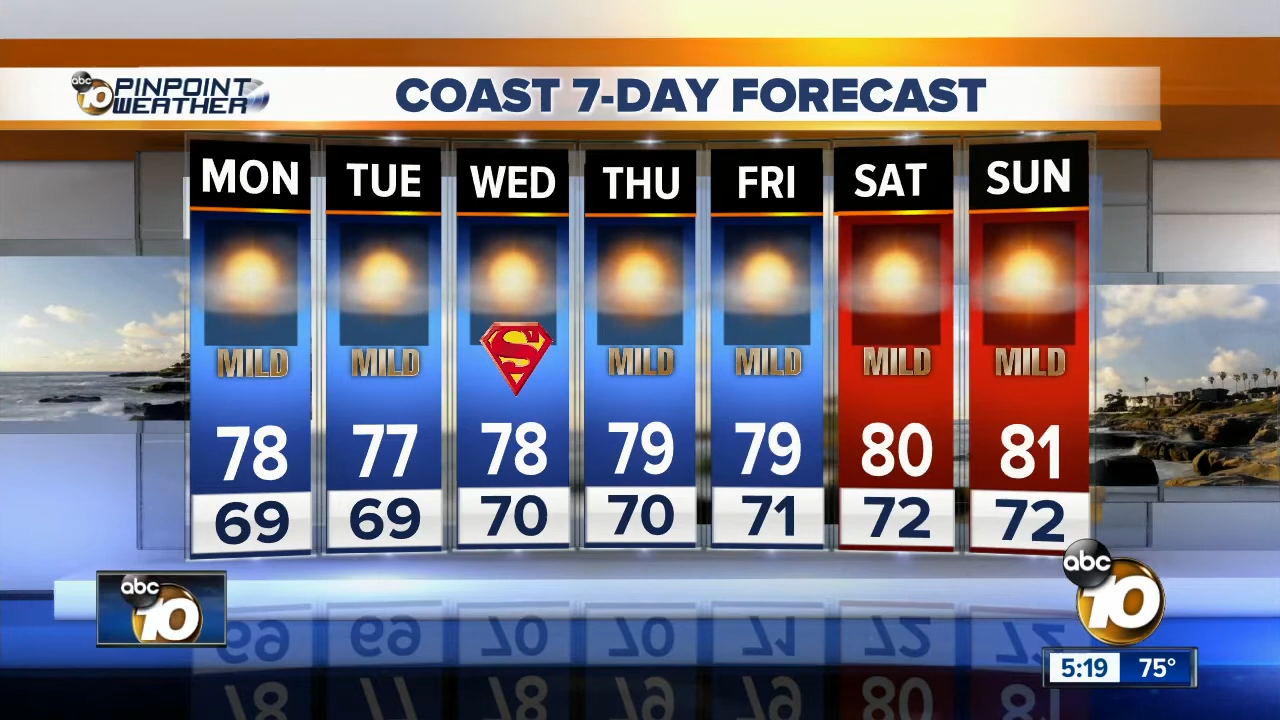 abc
10 PINPOINT
WEATHER
COAST 7-DAY FORECAST
MON TUE WED THU FRI SAT SUN
MILD MILD S MILD MILD MILD MILD
78 77 78 79 79 80 81
69 69 70 70 71 72 72
abc
10
abc
10
5:19 75°